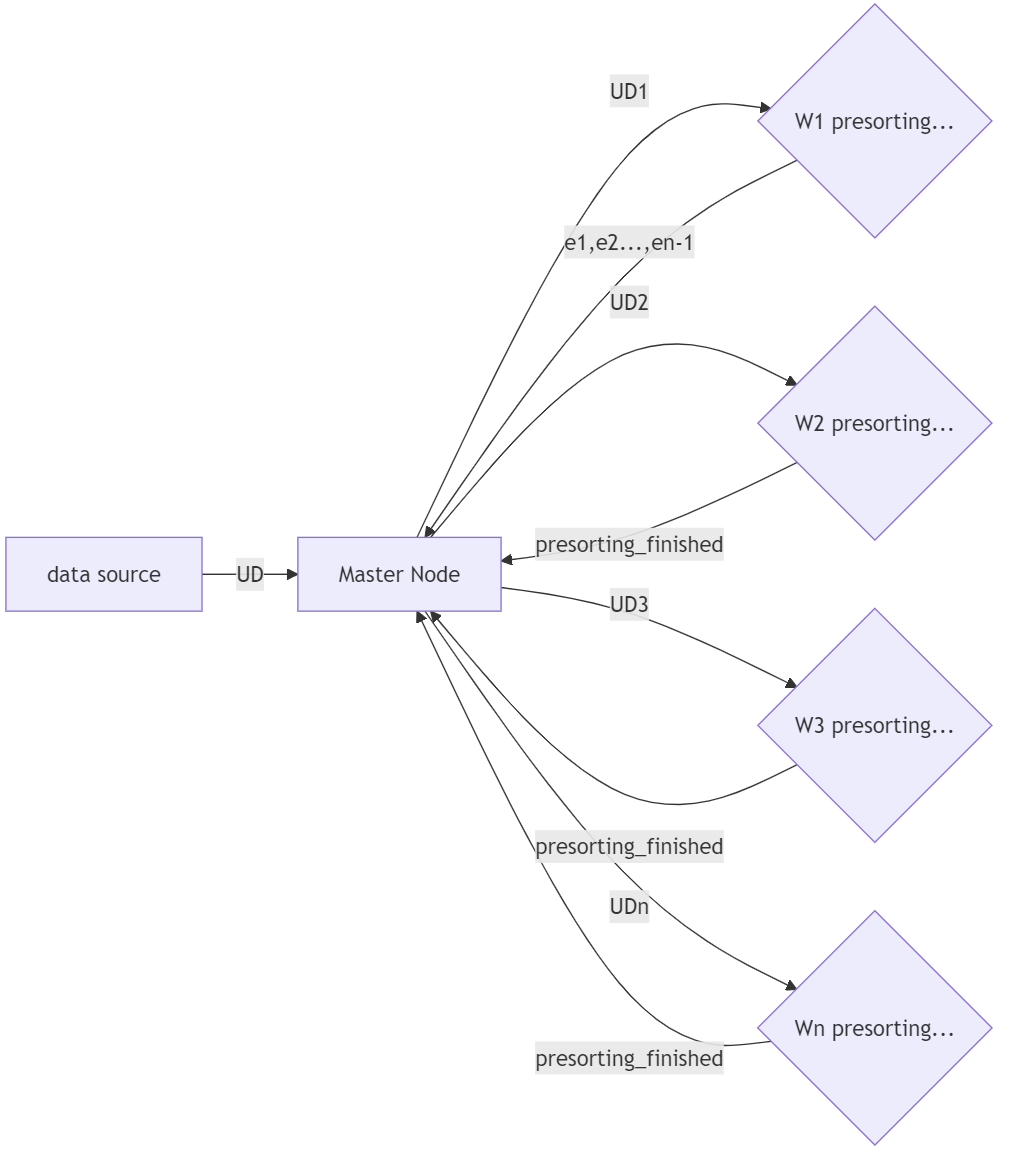 UD1
W1 presorting...
e1,e2...,en-1
UD2
W2 presorting...
presorting_finished
data source
UD
Master Node
UD3
W3 presorting...
presorting_finished
UDn
Wn presorting...
presorting_finished